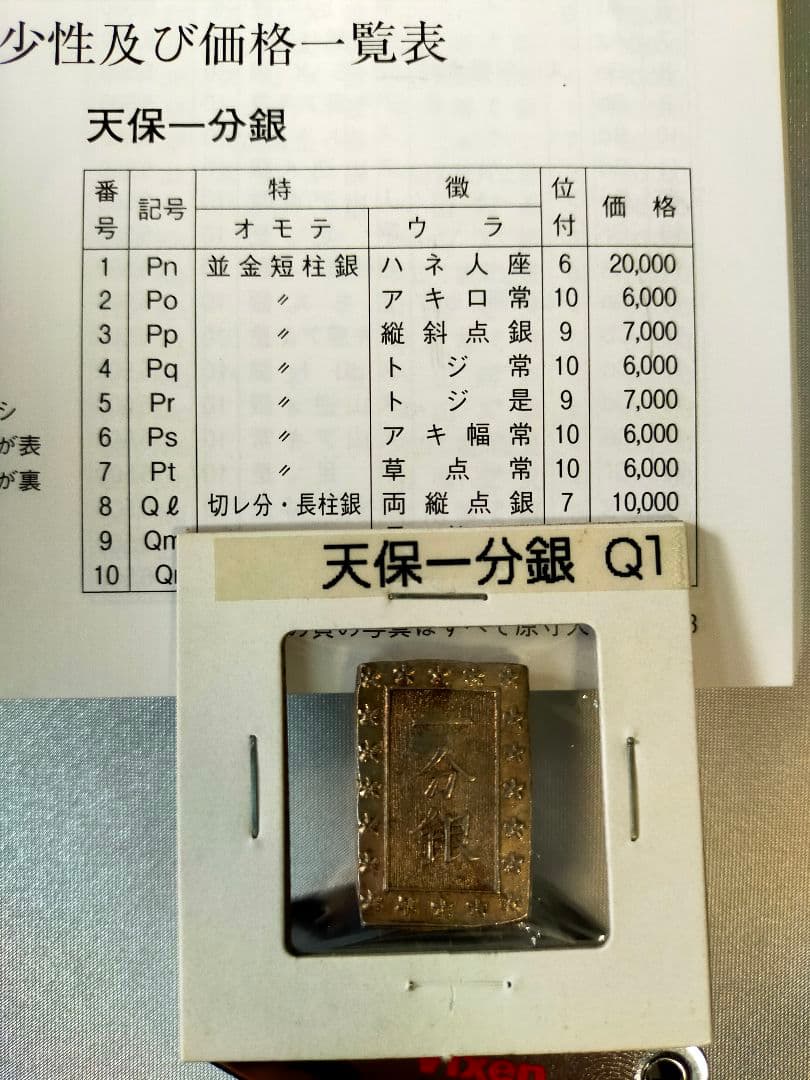 少性及び価格一覧表
天保一分銀
番号 記号 特徴 位付 価格
オモテ ウラ
1 Pn 並金短柱銀 ハネ人座 6 20,000
2 Po 〃 アキ口常 10 6,000
3 Pp 〃 縦斜点銀 9 7,000
4 Pq 〃 トジ常 10 6,000
5 Pr 〃 トジ是 9 7,000
6 Ps 〃 アキ幅常 10 6,000
7 Pt 〃 草点常 10 6,000
8 Qℓ 切レ分・長柱銀 両縦点銀 7 10,000
9 Qm
10
シ
が表
が裏
天保一分銀 Q1
一分銀
Vixen